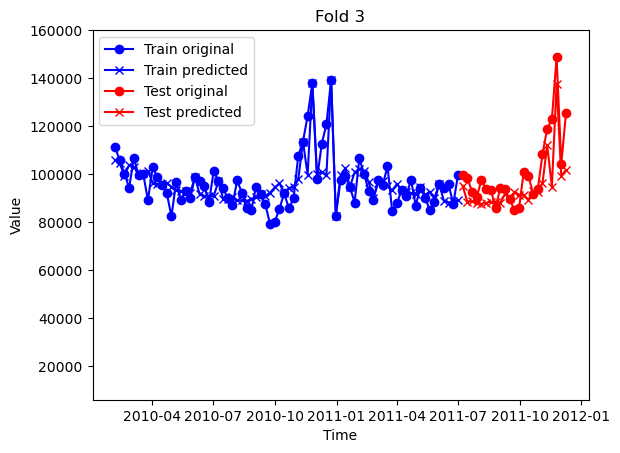 Fold 3
160000
140000
120000
100000
80000
60000
40000
20000
Value
Train original
Train predicted
Test original
Test predicted
2010-04
2010-07
2010-10
2011-01
2011-04
2011-07
2011-10
2012-01
Time